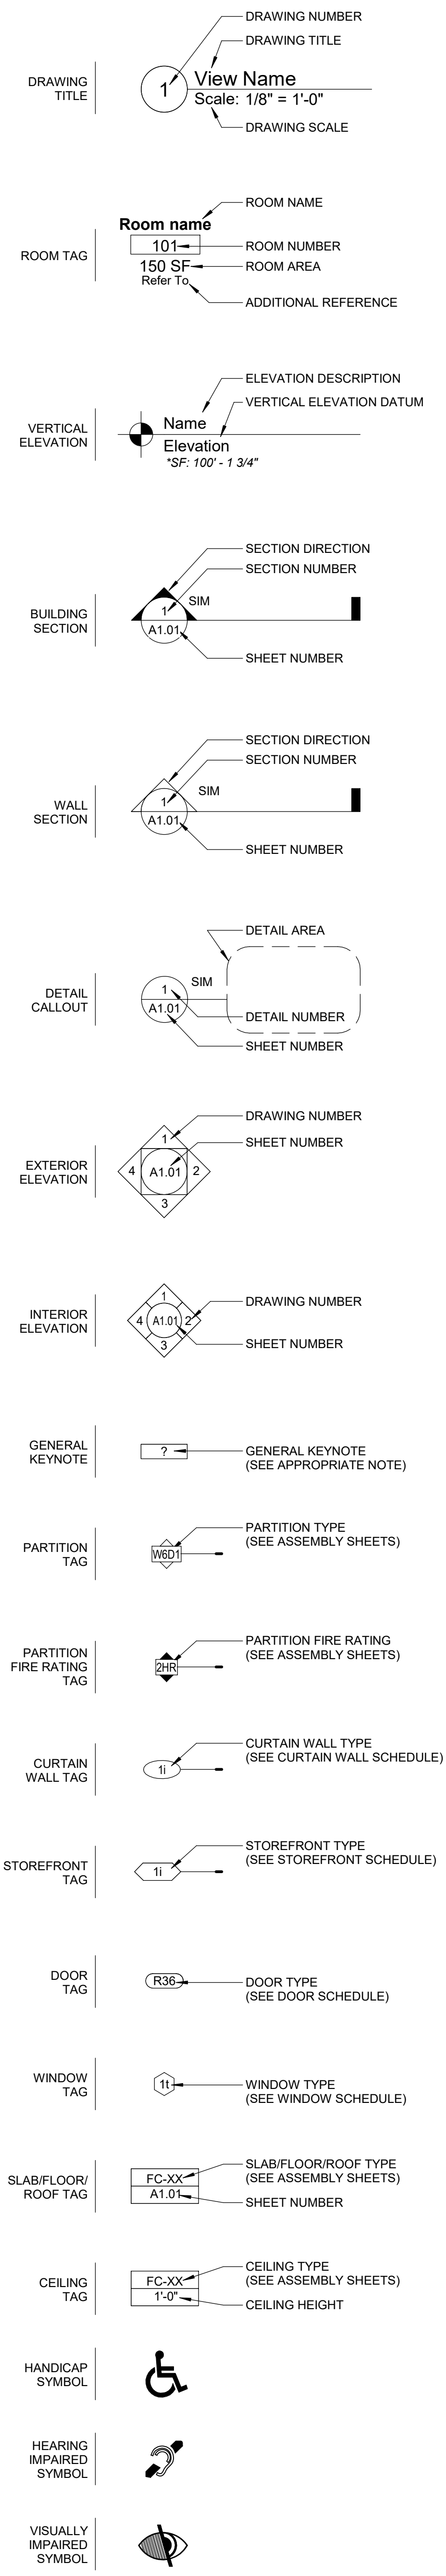 DRAWING NUMBER
DRAWING TITLE
DRAWING
TITLE
1
View Name
Scale: 1/8" = 1'-0"
DRAWING SCALE
ROOM NAME
Room name
ROOM TAG
101
ROOM NUMBER
150 SF
ROOM AREA
Refer To
ADDITIONAL REFERENCE
ELEVATION DESCRIPTION
VERTICAL ELEVATION DATUM
VERTICAL
ELEVATION
Name
Elevation
*SF: 100' - 1 3/4"
SECTION DIRECTION
SECTION NUMBER
BUILDING
SECTION
1
SIM
A1.01
SHEET NUMBER
SECTION DIRECTION
SECTION NUMBER
WALL
SECTION
1
SIM
A1.01
SHEET NUMBER
DETAIL AREA
DETAIL
CALLOUT
1
SIM
A1.01
DETAIL NUMBER
SHEET NUMBER
DRAWING NUMBER
SHEET NUMBER
EXTERIOR
ELEVATION
1
4 A1.01 2
3
DRAWING NUMBER
INTERIOR
ELEVATION
1
4 A1.01 2
3
SHEET NUMBER
GENERAL
KEYNOTE
?
GENERAL KEYNOTE
(SEE APPROPRIATE NOTE)
PARTITION
TAG
W6D1
PARTITION TYPE
(SEE ASSEMBLY SHEETS)
PARTITION
FIRE RATING
TAG
2HR
PARTITION FIRE RATING
(SEE ASSEMBLY SHEETS)
CURTAIN
WALL TAG
1i
CURTAIN WALL TYPE
(SEE CURTAIN WALL SCHEDULE)
STOREFRONT
TAG
1i
STOREFRONT TYPE
(SEE STOREFRONT SCHEDULE)
DOOR
TAG
R36
DOOR TYPE
(SEE DOOR SCHEDULE)
WINDOW
TAG
1t
WINDOW TYPE
(SEE WINDOW SCHEDULE)
SLAB/FLOOR/
ROOF TAG
FC-XX
A1.01
SLAB/FLOOR/ROOF TYPE
(SEE ASSEMBLY SHEETS)
SHEET NUMBER
CEILING
TAG
FC-XX
1'-0"
CEILING TYPE
(SEE ASSEMBLY SHEETS)
CEILING HEIGHT
HANDICAP
SYMBOL
HEARING
IMPAIRED
SYMBOL
VISUALLY
IMPAIRED
SYMBOL